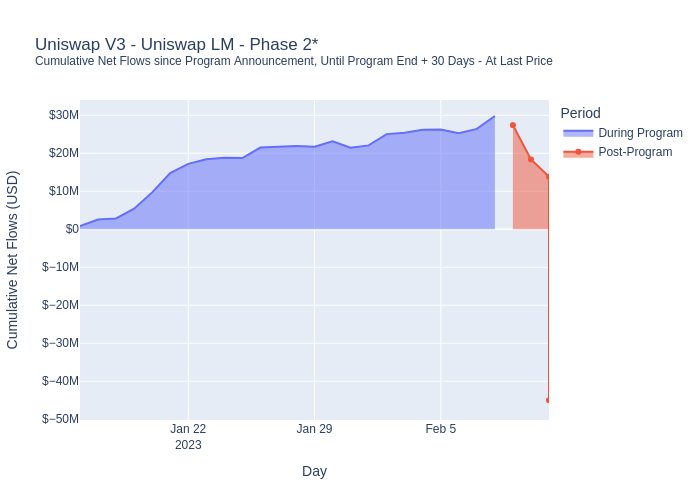 Uniswap V3 - Uniswap LM - Phase 2*
Cumulative Net Flows since Program Announcement, Until Program End + 30 Days - At Last Price
Period
During Program
Post-Program
Cumulative Net Flows (USD)
$30M
$20M
$10M
$0
$−10M
$−20M
$−30M
$−40M
$−50M
Jan 22
2023
Jan 29
Feb 5
Day